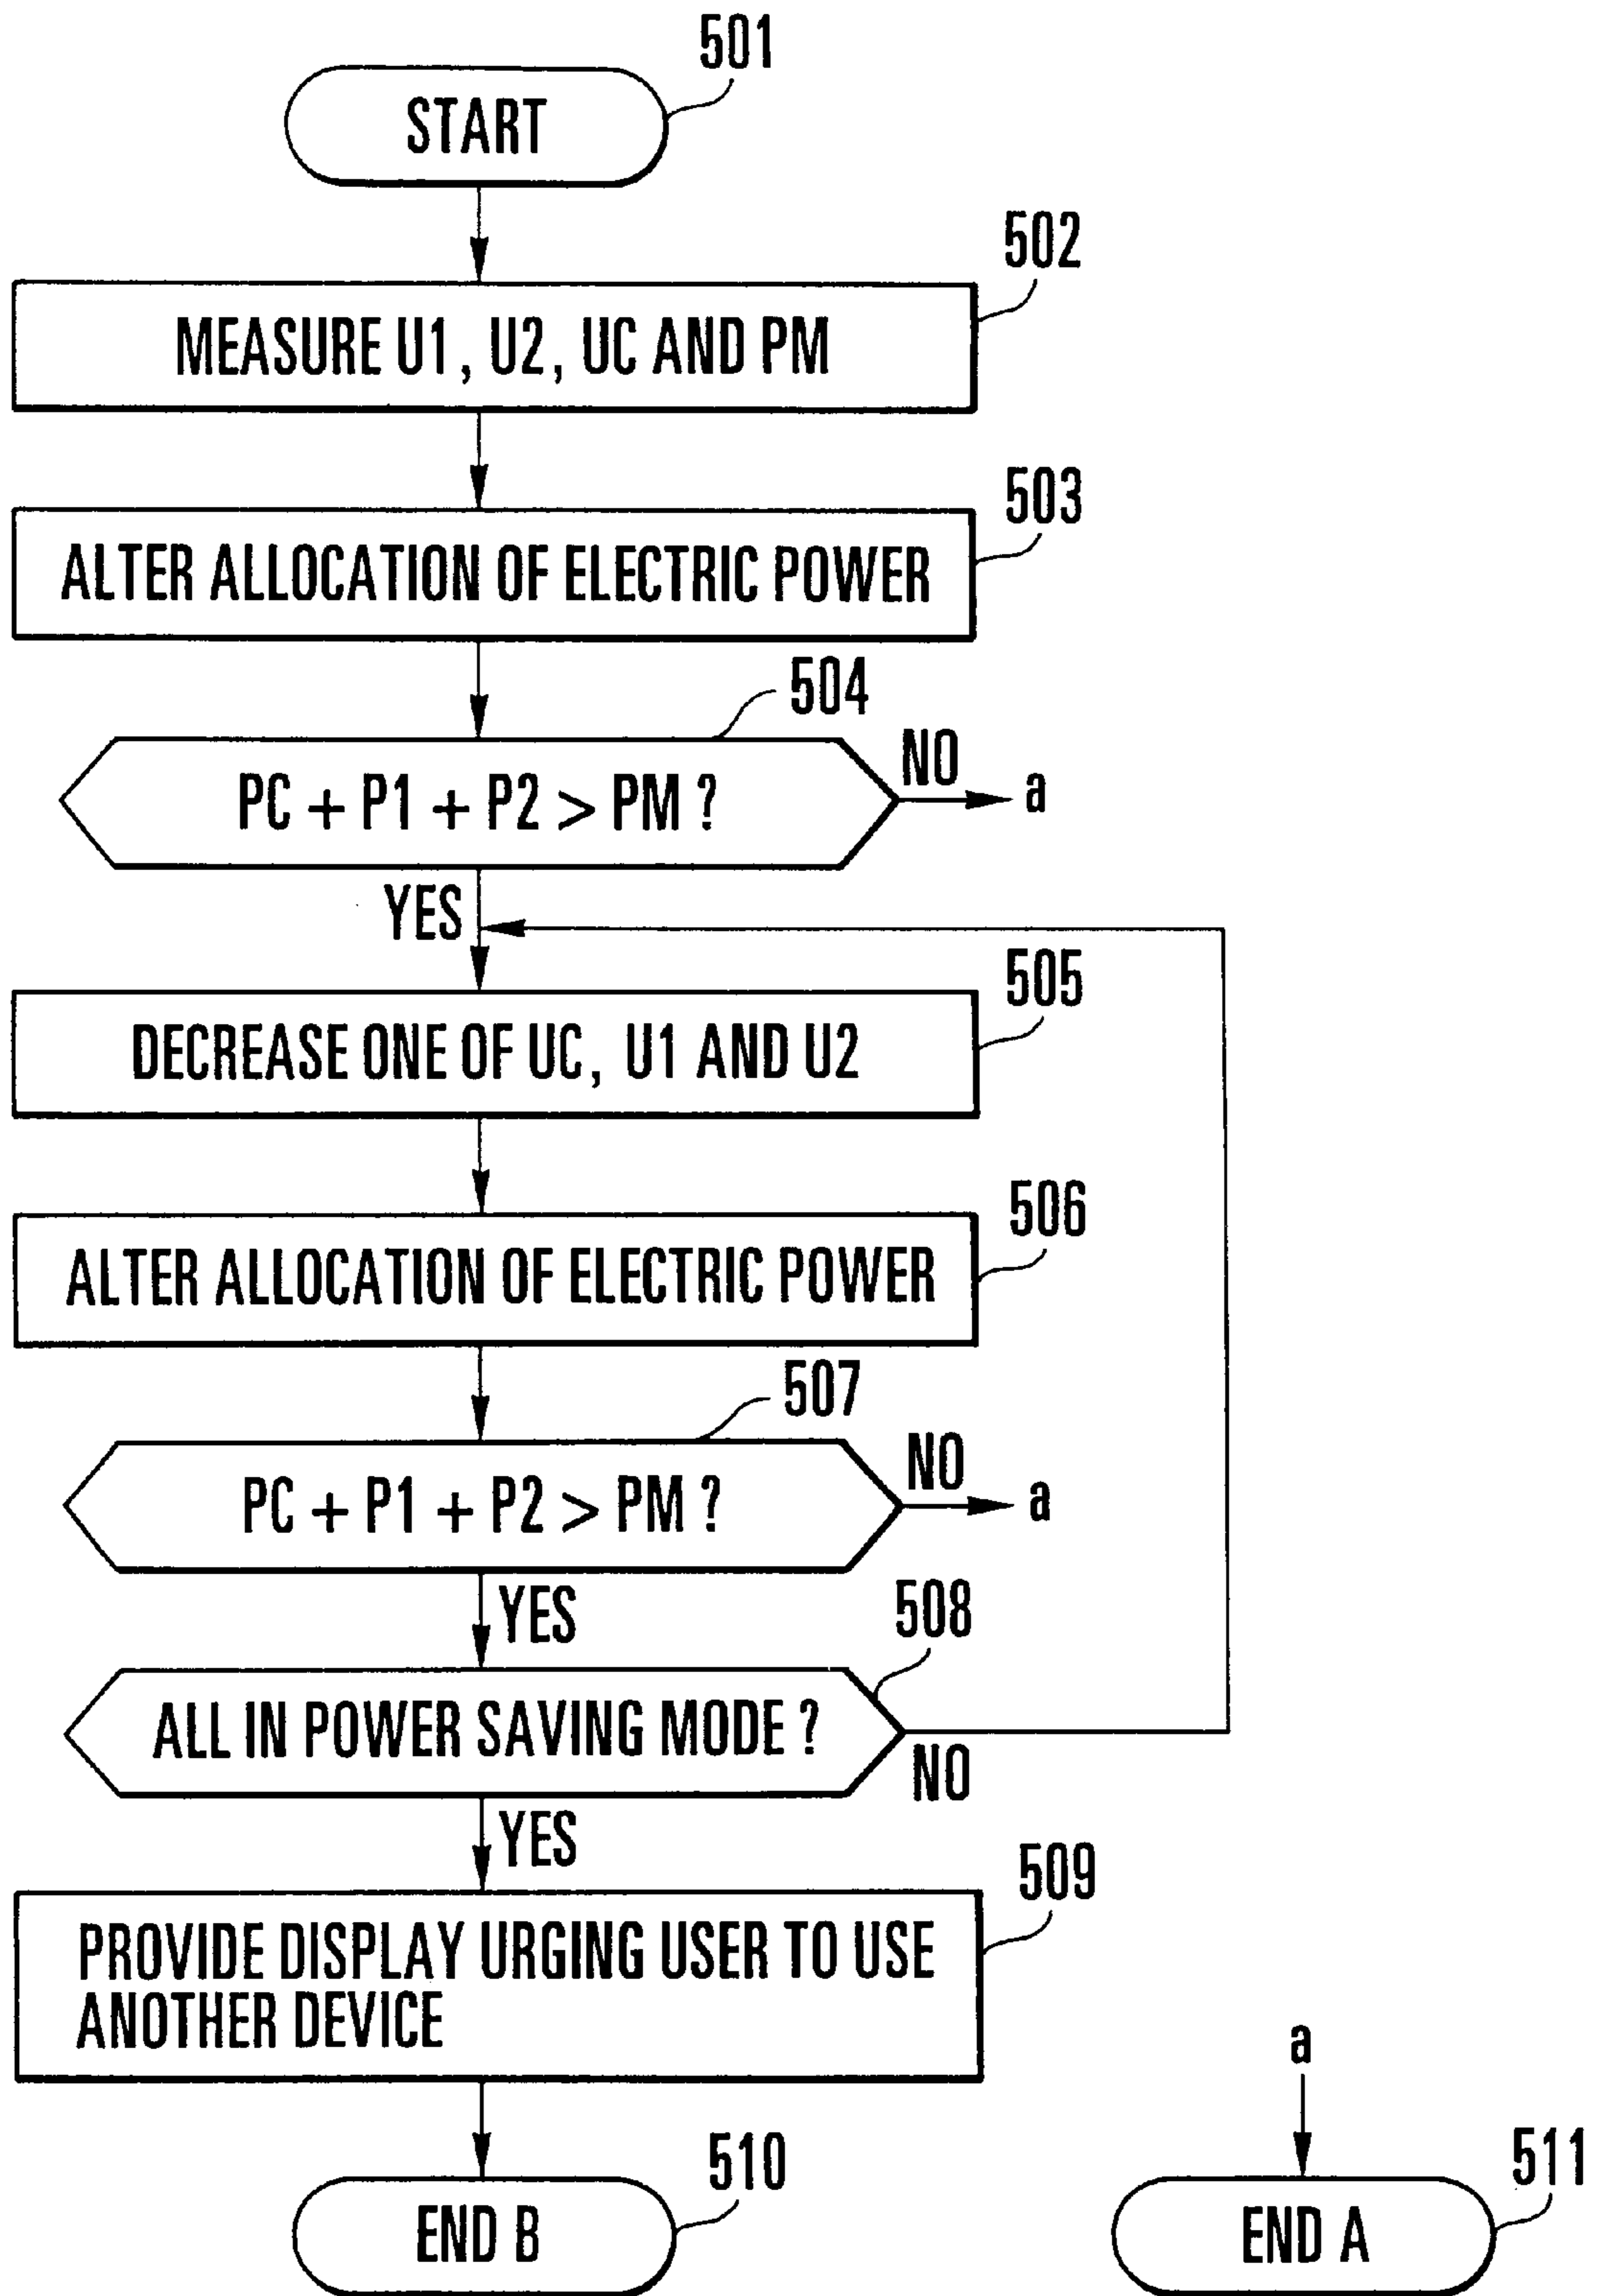 501
START
502
MEASURE U1, U2, UC AND PM
503
ALTER ALLOCATION OF ELECTRIC POWER
504
PC + P1 + P2 > PM ?
NO
a
YES
505
DECREASE ONE OF UC, U1 AND U2
506
ALTER ALLOCATION OF ELECTRIC POWER
507
PC + P1 + P2 > PM ?
NO
a
YES
508
ALL IN POWER SAVING MODE ?
NO
YES
509
PROVIDE DISPLAY URGING USER TO USE
ANOTHER DEVICE
a
510
END B
511
END A